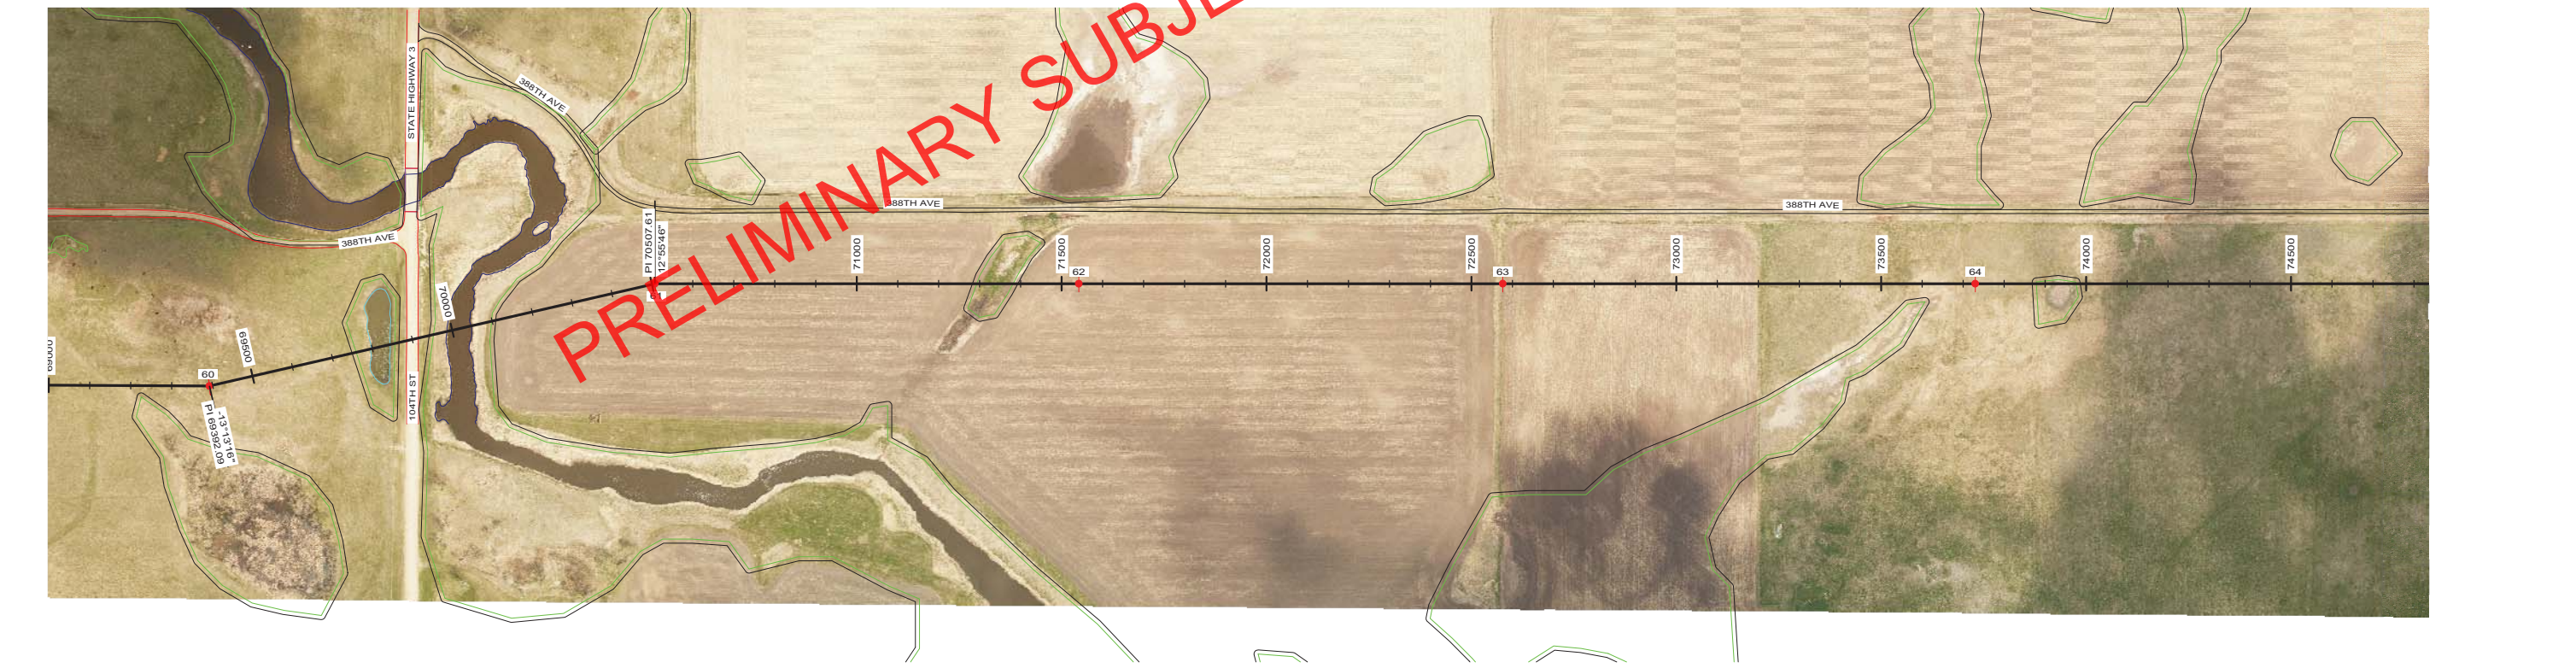 PRELIMINARY SUBJE
STATE HIGHWAY 3
388TH AVE
388TH AVE
388TH AVE
388TH AVE
104TH ST
69000
60
-13°13'16"
PI 69392.09
69500
70000
PI 70507.61
12°55'46"
61
71000
71500
62
72000
72500
63
73000
73500
64
74000
74500